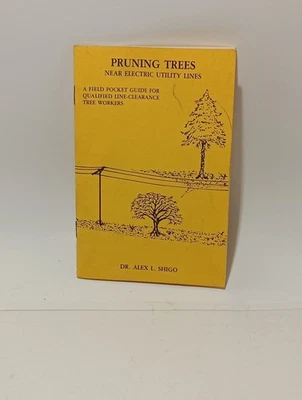 PRUNING TREES
NEAR ELECTRIC UTILITY LINES
A FIELD POCKET GUIDE FOR
QUALIFIED LINE-CLEARANCE
TREE WORKERS
DR. ALEX L. SHIGO